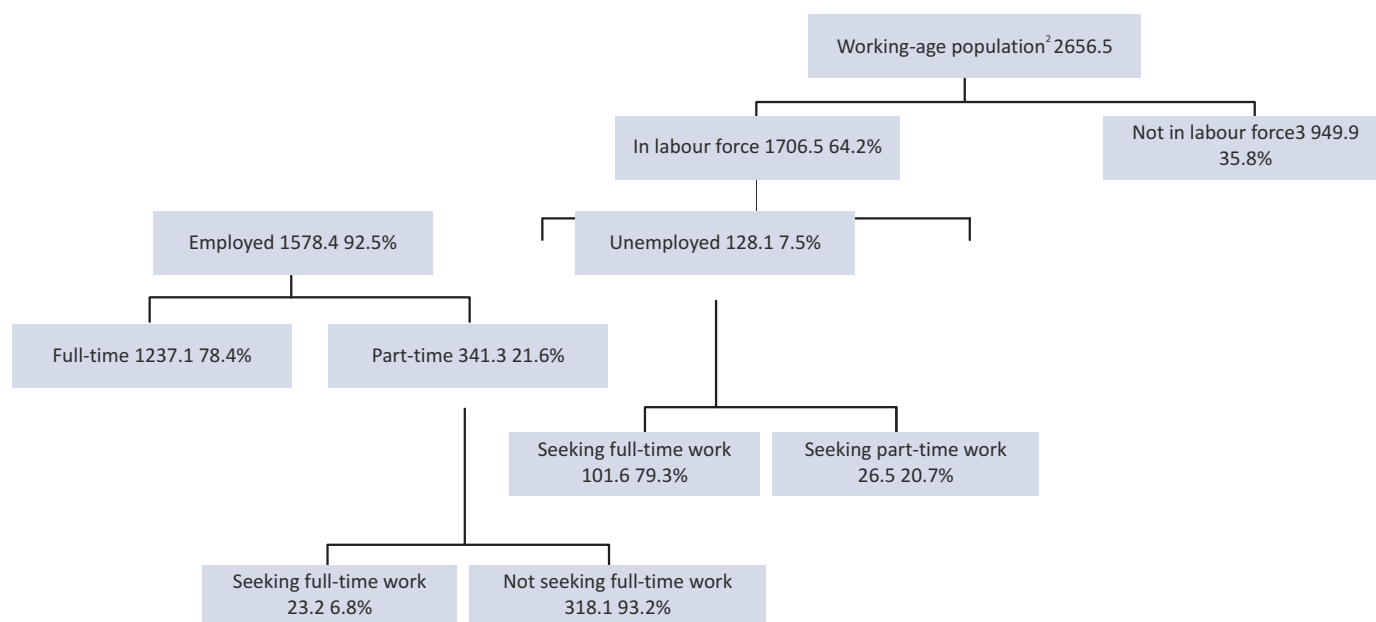 Working-age population² 2656.5
In labour force 1706.5 64.2%
Not in labour force3 949.9
35.8%
Employed 1578.4 92.5%
Unemployed 128.1 7.5%
Full-time 1237.1 78.4%
Part-time 341.3 21.6%
Seeking full-time work
101.6 79.3%
Seeking part-time work
26.5 20.7%
Seeking full-time work
23.2 6.8%
Not seeking full-time work
318.1 93.2%